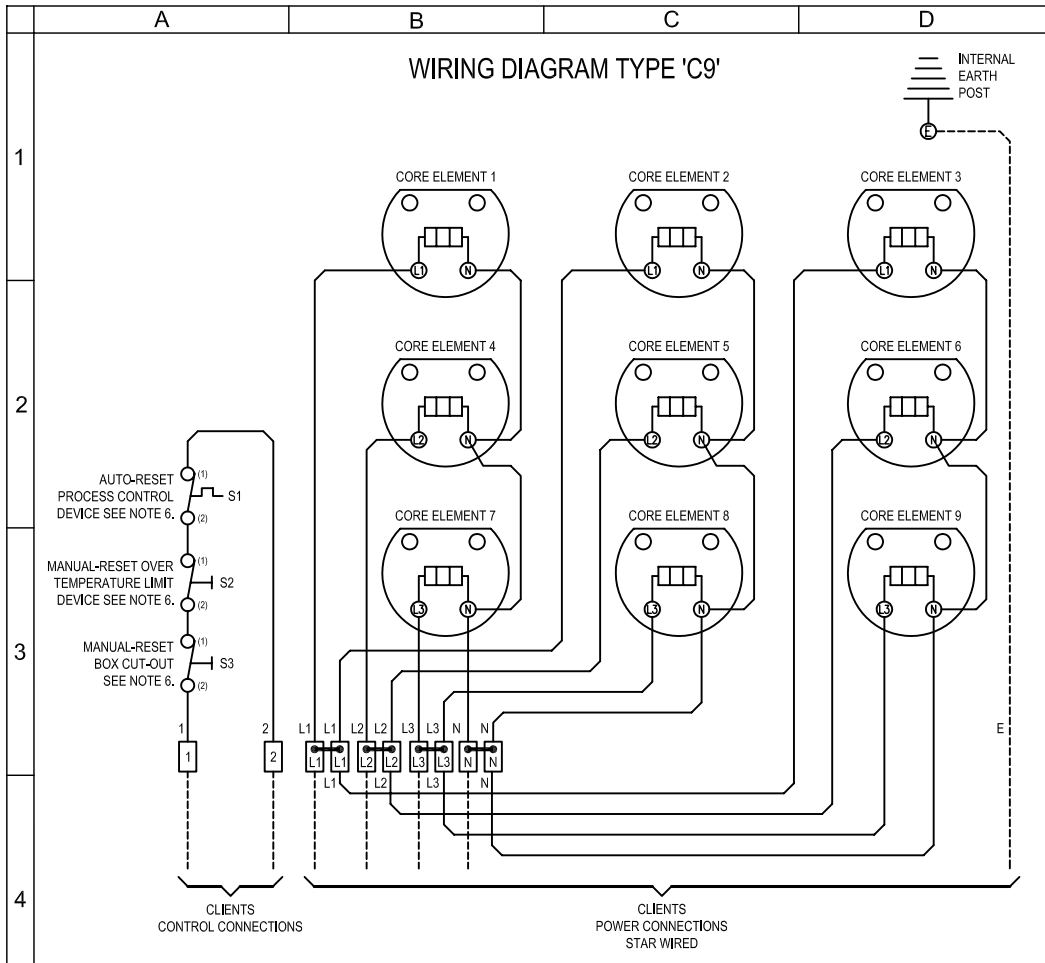 A B C D
WIRING DIAGRAM TYPE 'C9'
INTERNAL
EARTH
POST
E
1
CORE ELEMENT 1 CORE ELEMENT 2 CORE ELEMENT 3
L1 N L1 N L1 N
2
CORE ELEMENT 4 CORE ELEMENT 5 CORE ELEMENT 6
L2 N L2 N L2 N
AUTO-RESET
PROCESS CONTROL
DEVICE SEE NOTE 6.
(1)
S1
(2)
CORE ELEMENT 7 CORE ELEMENT 8 CORE ELEMENT 9
L3 N L3 N L3 N
3
MANUAL-RESET OVER
TEMPERATURE LIMIT
DEVICE SEE NOTE 6.
(1)
S2
(2)
MANUAL-RESET
BOX CUT-OUT
SEE NOTE 6.
(1)
S3
(2)
1 2 L1 L1 L2 L2 L3 L3 N N E
1 2 L1 L1 L2 L2 L3 L3 N N
L1 L2 L3 N
4
CLIENTS
CONTROL CONNECTIONS
CLIENTS
POWER CONNECTIONS
STAR WIRED